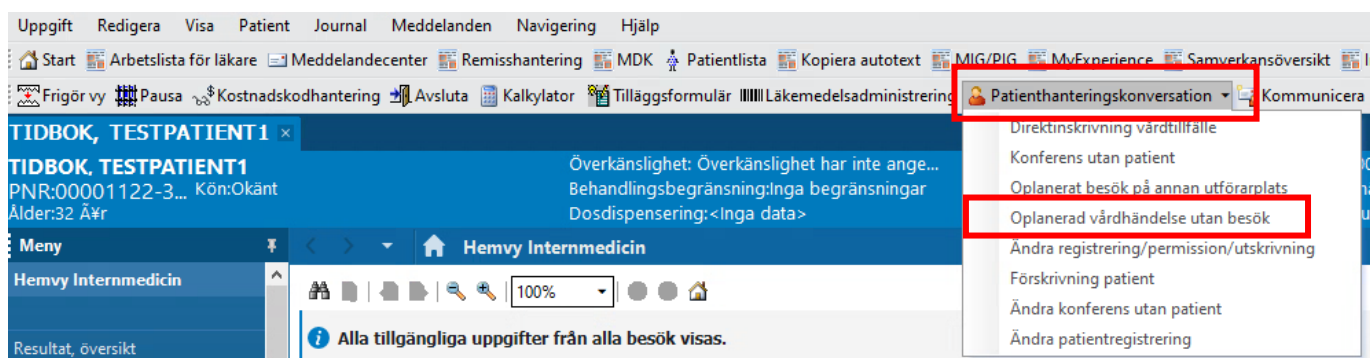 Uppgift Redigera Visa Patient Journal Meddelanden Navigering Hjälp
Start Arbetslista för läkare Meddelandecenter Remisshantering MDK Patientlista Kopiera autotext MIG/PIG MyExperience Samverkansöversikt
Frigör vy Pausa Kostnadskodhantering Avsluta Kalkylator Tilläggsformulär Läkemedelsadministrering Patienthanteringskonversation Kommunicera
TIDBOK, TESTPATIENT1 ×
Direktinskrivning vårdtillfälle
Konferens utan patient
Oplanerat besök på annan utförarplats
Oplanerad vårdhändelse utan besök
Ändra registrering/permission/utskrivning
Förskrivning patient
Ändra konferens utan patient
Ändra patientregistrering
TIDBOK, TESTPATIENT1 Överkänslighet: Överkänslighet har inte ange...
PNR:00001122-3... Kön:Okänt Behandlingsbegränsning:Inga begränsningar
Ålder:32 Ã¥r Dosdispensering:<Inga data>
Meny Hemvy Internmedicin
Hemvy Internmedicin
100%
Alla tillgängliga uppgifter från alla besök visas.
Resultat, översikt